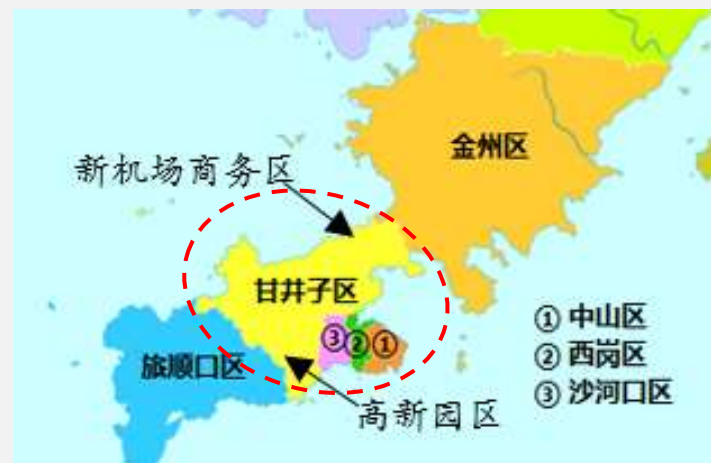 金州区
新机场商务区
甘井子区
③ ② ①
旅顺口区
高新园区
① 中山区
② 西岗区
③ 沙河口区